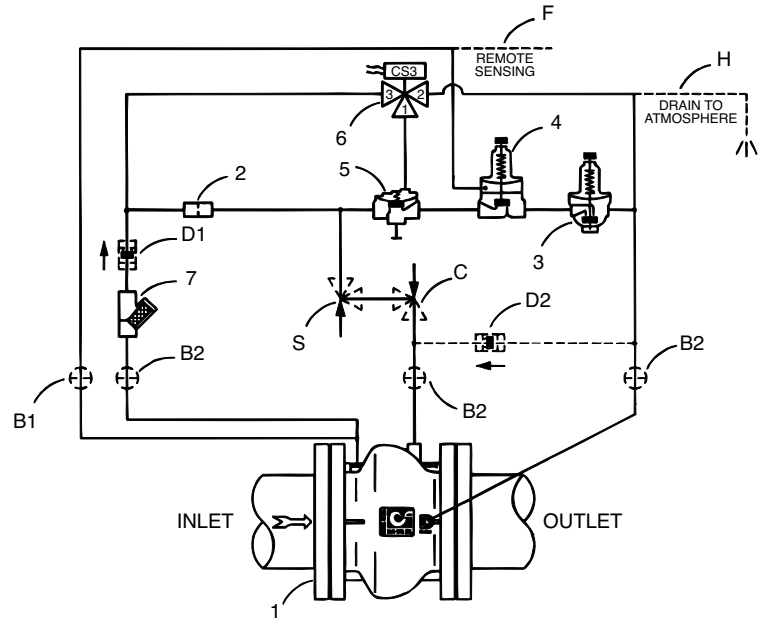 F
REMOTE
SENSING
H
DRAIN TO
ATMOSPHERE
CS3
3
2
1
6
4
5
2
3
D1
7
C
S
D2
B2
B2
B2
B1
INLET
OUTLET
1